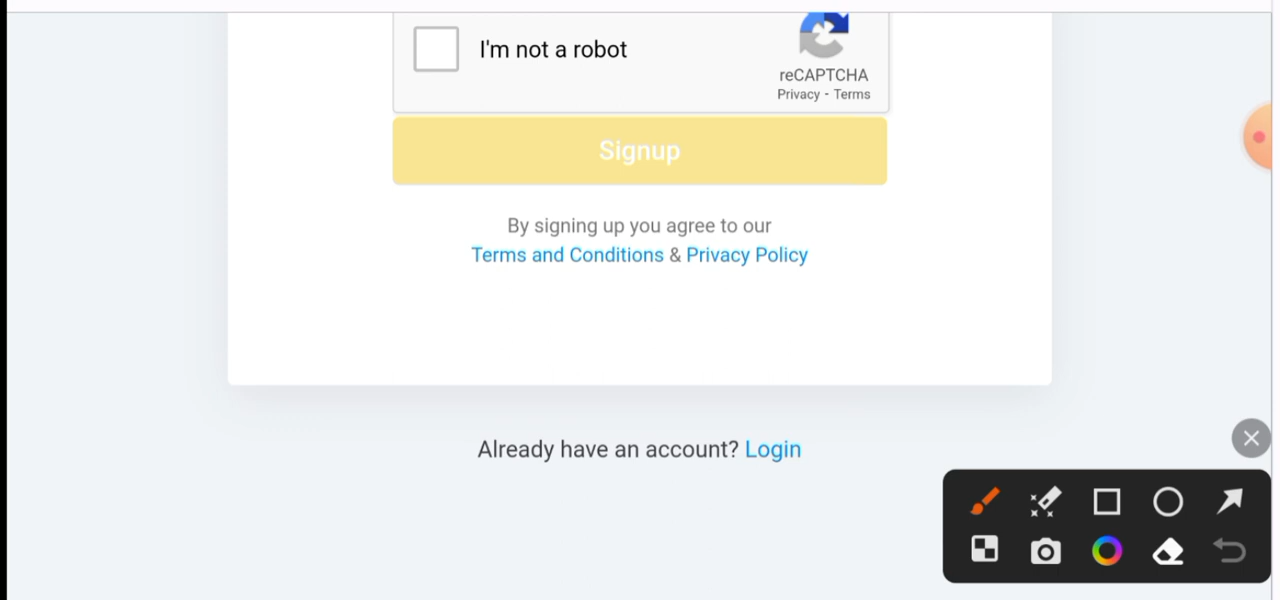 I'm not a robot
reCAPTCHA
Privacy - Terms
Signup
By signing up you agree to our
Terms and Conditions & Privacy Policy
Already have an account? Login